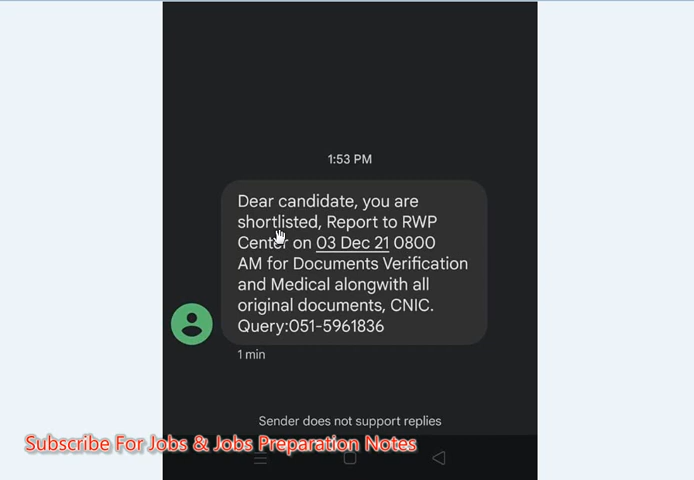 1:53 PM
Dear candidate, you are
shortlisted, Report to RWP
Center on 03 Dec 21 0800
AM for Documents Verification
and Medical alongwith all
original documents, CNIC.
Query:051-5961836
1 min
Sender does not support replies
Subscribe For Jobs & Jobs Preparation Notes